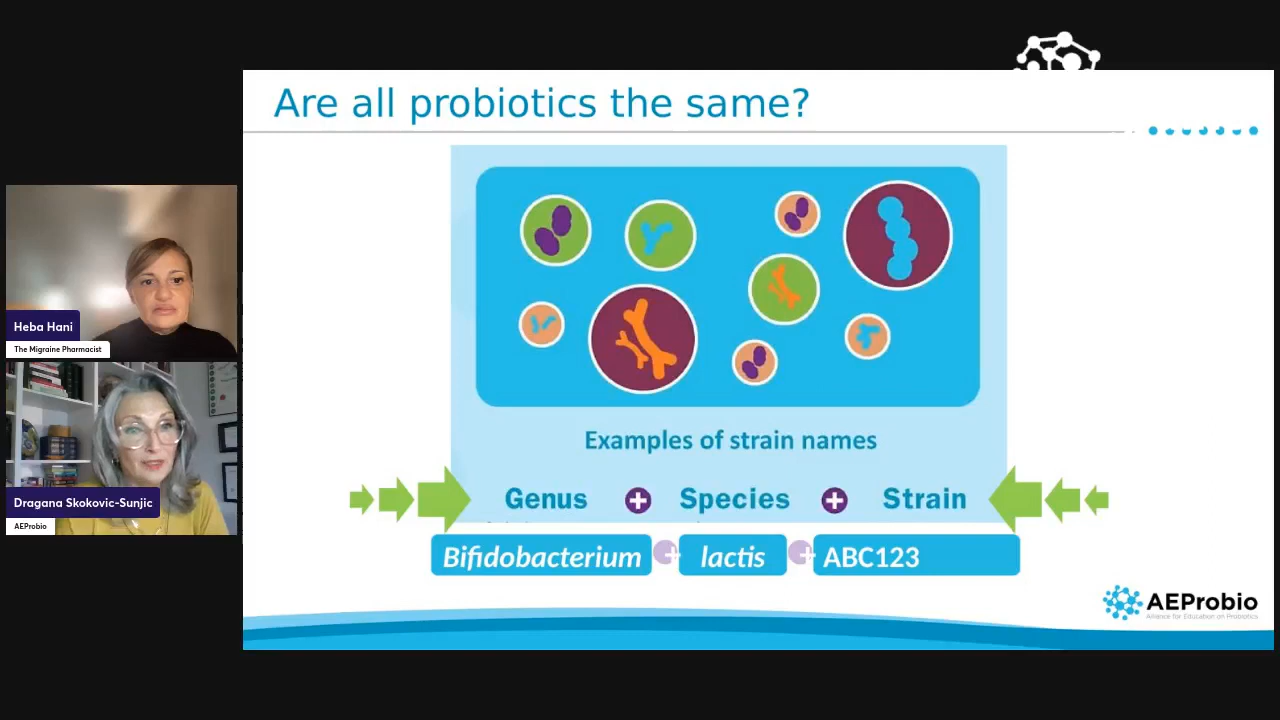 Are all probiotics the same?
Heba Hani
The Migraine Pharmacist
Dragana Skokovic-Sunjic
AEProbio
Examples of strain names
Genus + Species + Strain
Bifidobacterium + lactis + ABC123
AEProbio
Alliance for Education on Probiotics